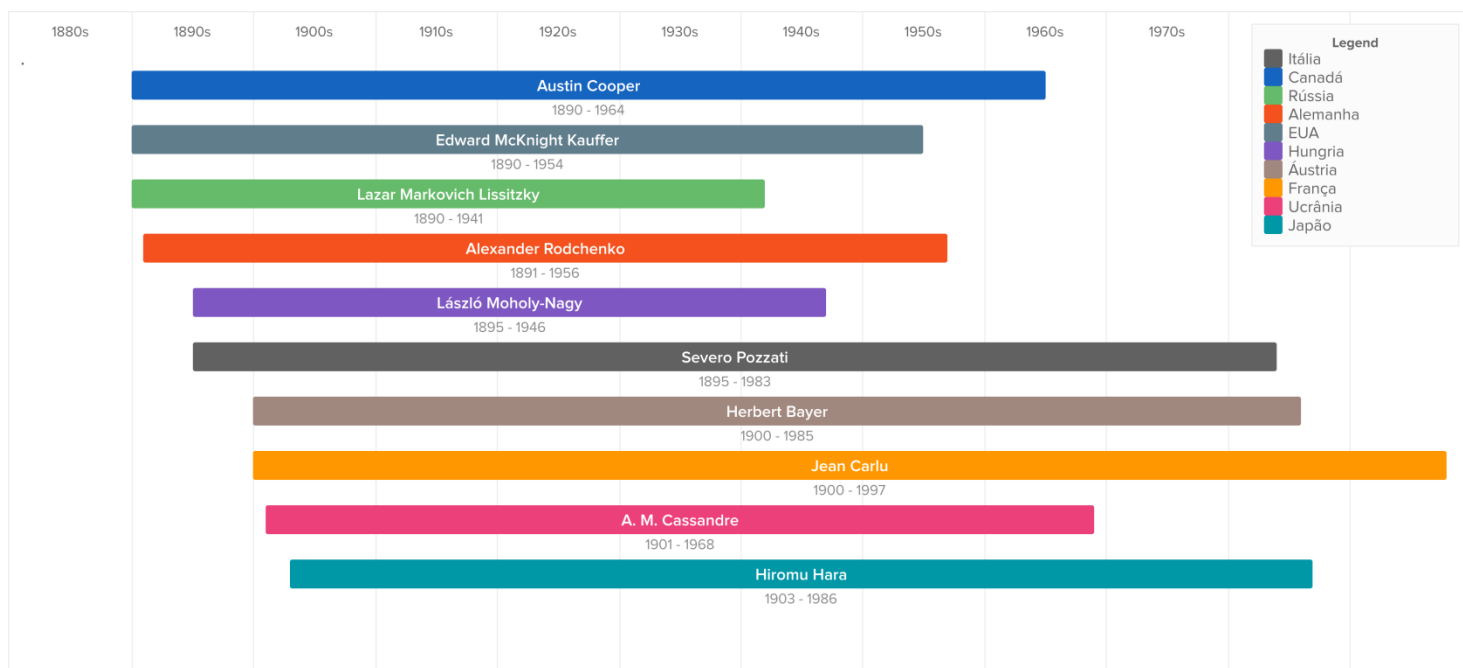 1880s 1890s 1900s 1910s 1920s 1930s 1940s 1950s 1960s 1970s
Legend
Itália
Canadá
Rússia
Alemanha
EUA
Hungria
Áustria
França
Ucrânia
Japão
Austin Cooper
1890 - 1964
Edward McKnight Kauffer
1890 - 1954
Lazar Markovich Lissitzky
1890 - 1941
Alexander Rodchenko
1891 - 1956
László Moholy-Nagy
1895 - 1946
Severo Pozzati
1895 - 1983
Herbert Bayer
1900 - 1985
Jean Carlu
1900 - 1997
A. M. Cassandre
1901 - 1968
Hiromu Hara
1903 - 1986